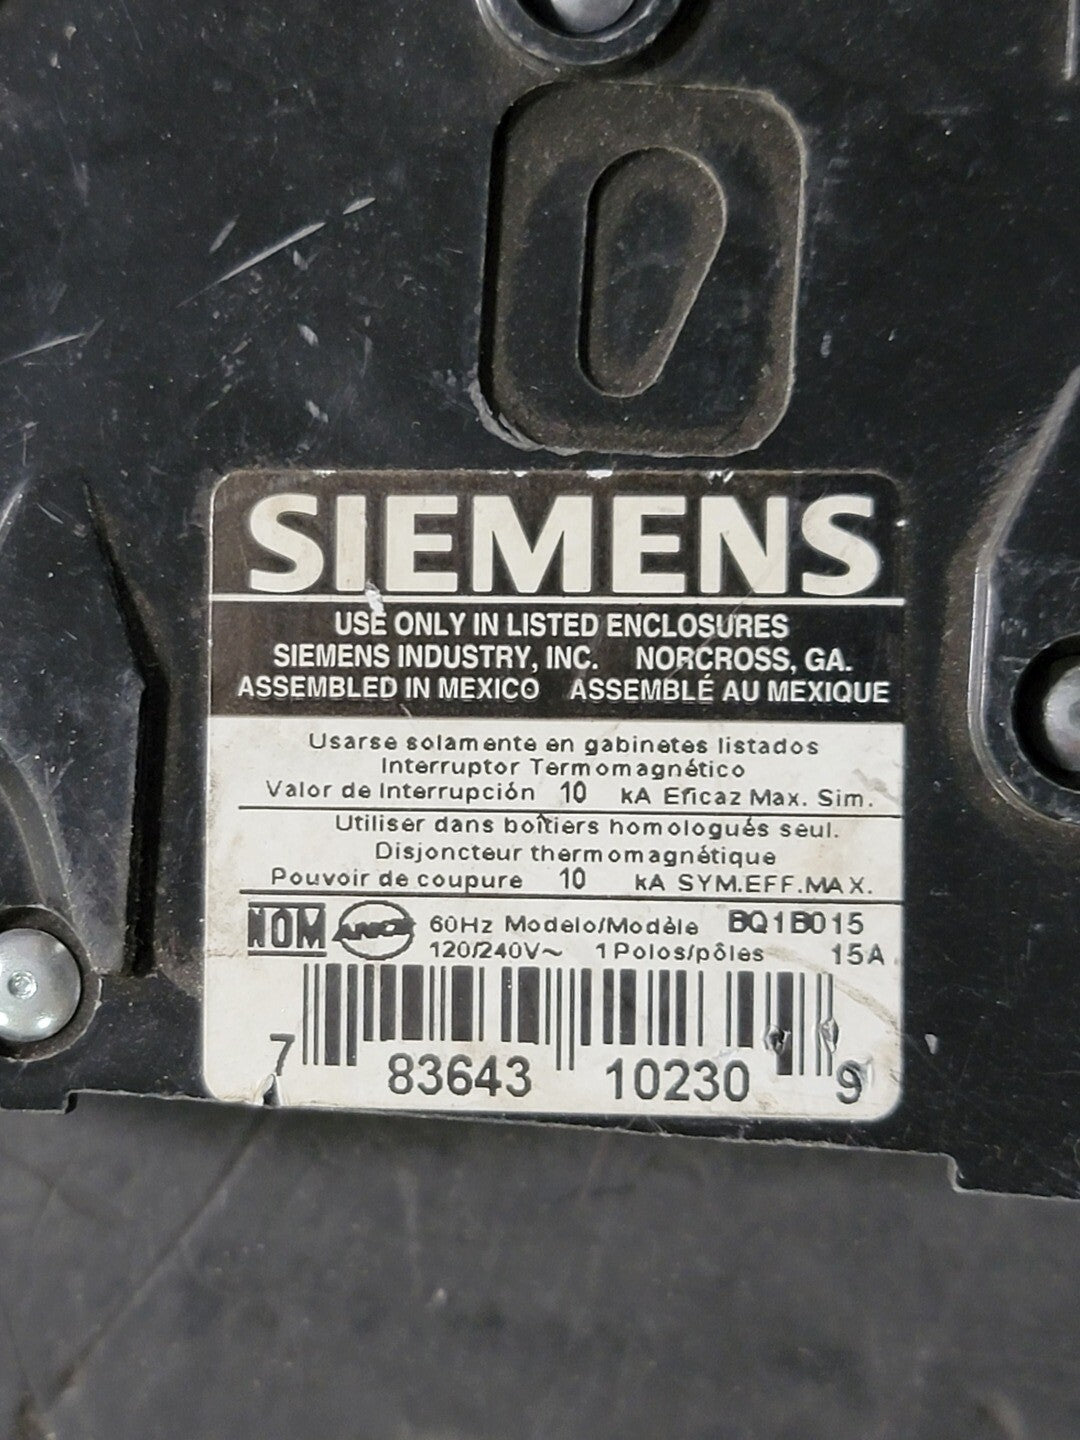 SIEMENS
USE ONLY IN LISTED ENCLOSURES
SIEMENS INDUSTRY, INC. NORCROSS, GA.
ASSEMBLED IN MEXICO ASSEMBLÉ AU MEXIQUE
Usarse solamente en gabinetes listados
Interruptor Termomagnético
Valor de Interrupción 10 kA Eficaz Max. Sim.
Utiliser dans boîtiers homologués seul.
Disjoncteur thermomagnétique
Pouvoir de coupure 10 kA SYM.EFF.MAX.
NOM ANCE 60Hz Modelo/Modèle BQ1B015
120/240V~ 1 Polos/pôles 15A
7 83643 10230 9